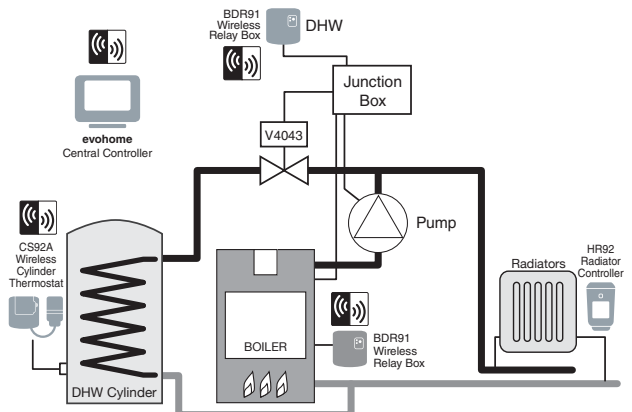 BDR91
Wireless
Relay Box
DHW
Junction
Box
evohome
Central Controller
V4043
Pump
CS92A
Wireless
Cylinder
Thermostat
Radiators
HR92
Radiator
Controller
BOILER
BDR91
Wireless
Relay Box
DHW Cylinder